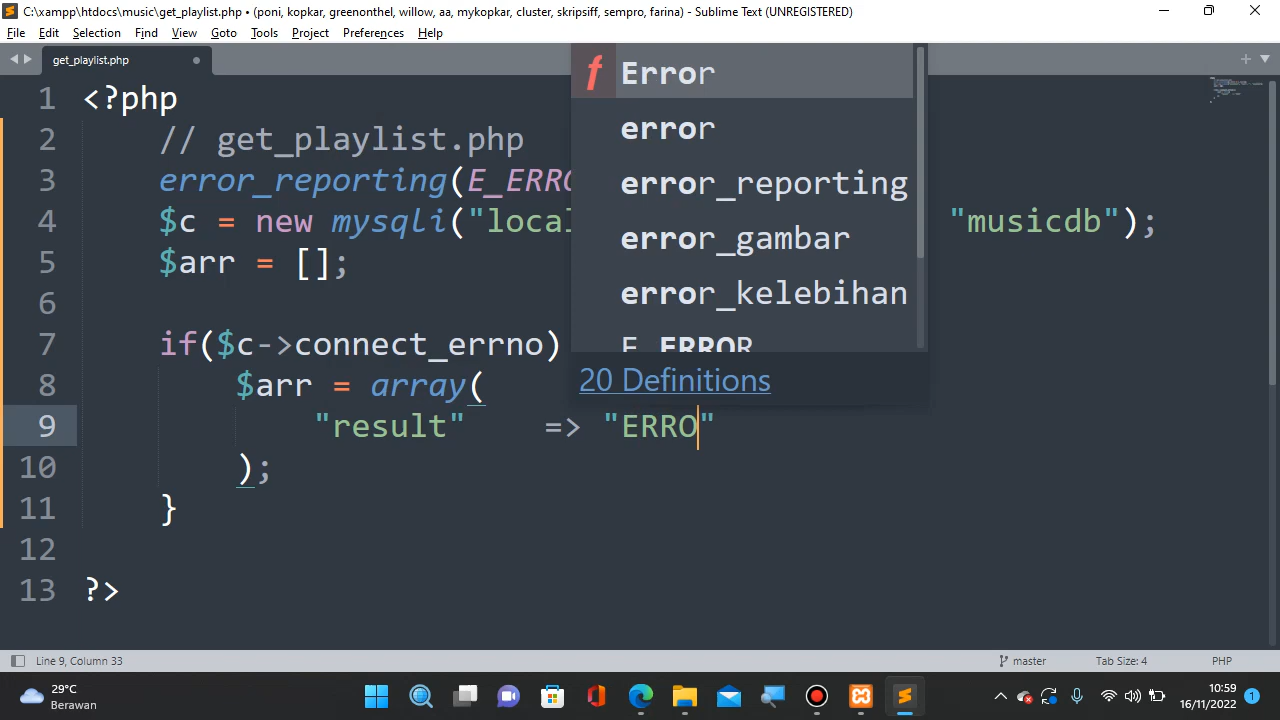 C:\xampp\htdocs\music\get_playlist.php • (poni, kopkar, greeronthel, willow, aa, mykopkar, cluster, skripsiff, sempro, farina) - Sublime Text (UNREGISTERED)
File Edit Selection Find View Goto Tools Project Preferences Help
get_playlist.php
1 <?php
2 // get_playlist.php
3 error_reporting(E_ERRO
4 $c = new mysqli("local "musicdb");
5 $arr = [];
6
7 if($c->connect_errno)
8 $arr = array(
9 "result" => "ERRO"
10 );
11 }
12
13 ?>
f Error
error
error_reporting
error_gambar
error_kelebihan
E_ERROR
20 Definitions
Line 9, Column 33 master Tab Size: 4 PHP
29°C
Berawan
10:59
16/11/2022
1